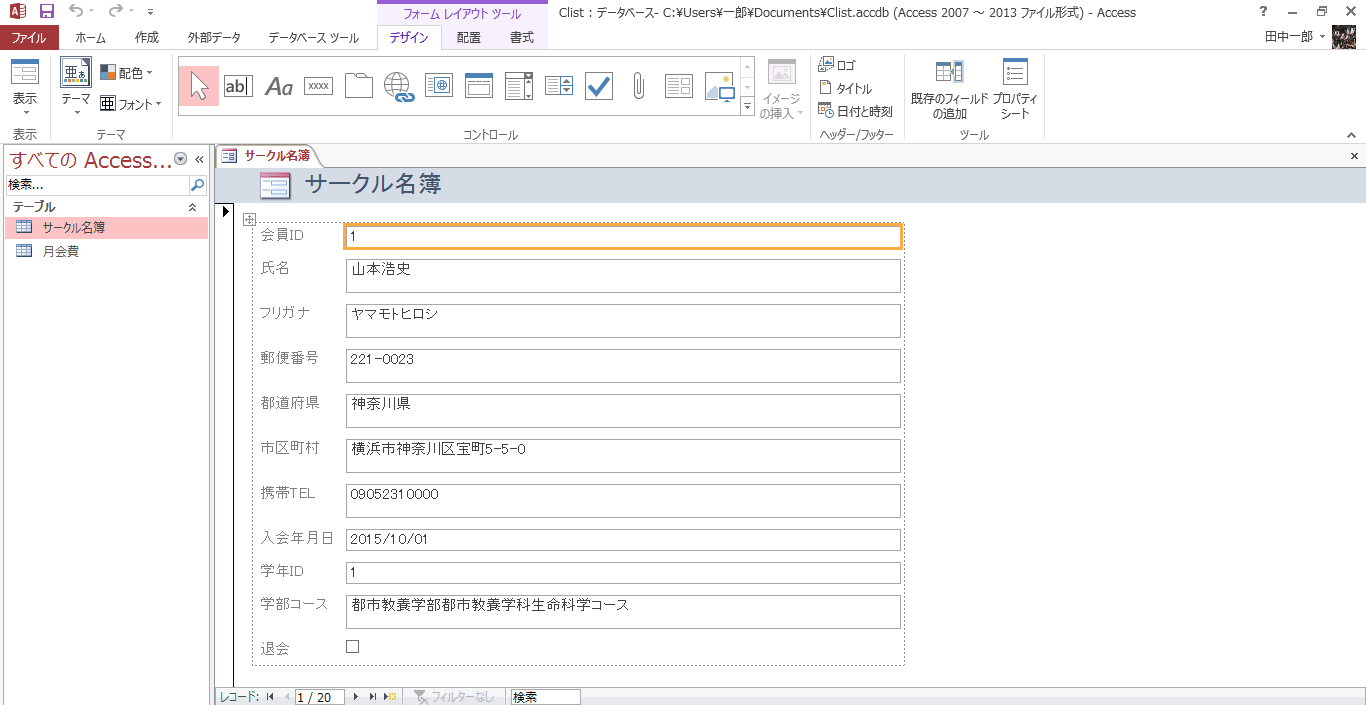 フォーム レイアウト ツール
Clist : データベース- C:¥Users¥一郎¥Documents¥Clist.accdb (Access 2007 ～ 2013 ファイル形式) - Access
?
ファイル ホーム 作成 外部データ データベース ツール デザイン 配置 書式 田中一郎
表示
表示
亜
テーマ
配色
亜 フォント
テーマ
ab|
Aa
xxxx
コントロール
イメージ
の挿入
ロゴ
タイトル
日付と時刻
ヘッダー/フッター
既存のフィールド
の追加
プロパティ
シート
ツール
すべての Access... «
検索...
テーブル
サークル名簿
月会費
サークル名簿
サークル名簿
会員ID 1
氏名 山本浩史
フリガナ ヤマモトヒロシ
郵便番号 221-0023
都道府県 神奈川県
市区町村 横浜市神奈川区宝町5-5-0
携帯TEL 09052310000
入会年月日 2015/10/01
学年ID 1
学部コース 都市教養学部都市教養学科生命科学コース
退会
レコード: 1 / 20 フィルターなし 検索